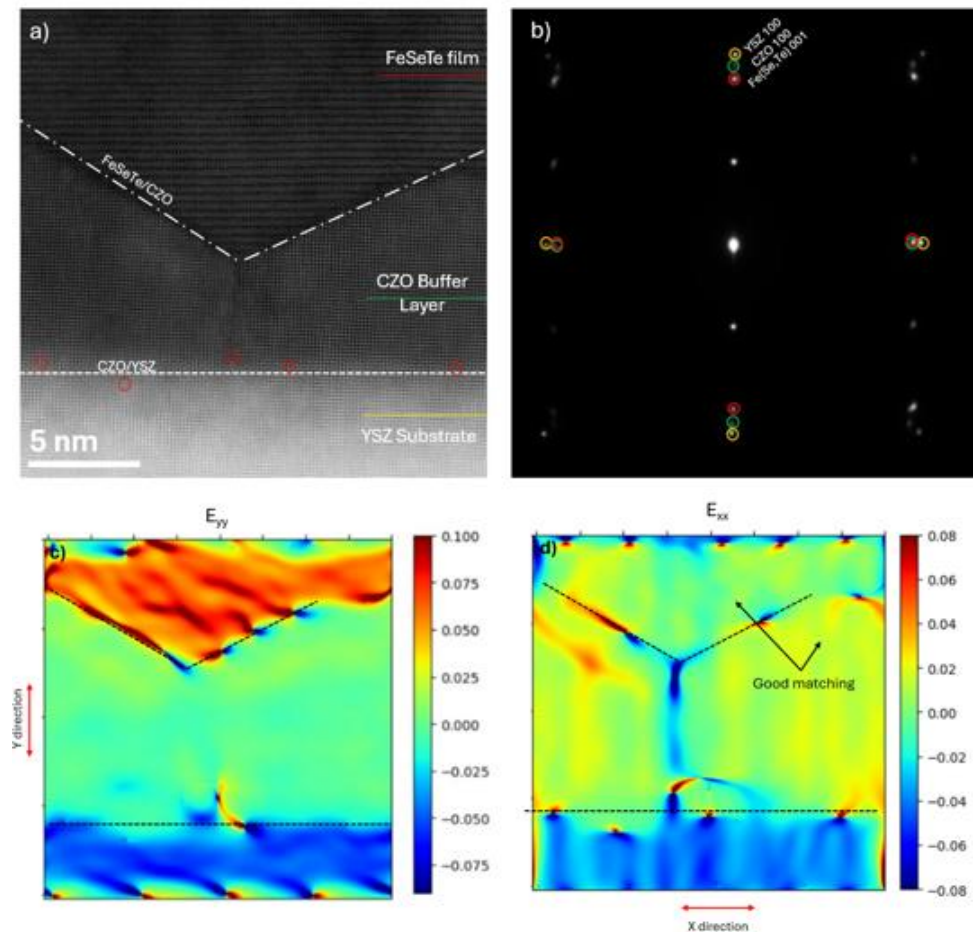 a)
FeSeTe film
FeSeTe/CZO
CZO Buffer
Layer
CZO/YSZ
YSZ Substrate
5 nm
b)
YSZ 100
CZO 100
Fe(Se,Te) 001
E_yy
c)
Y direction
0.100
0.075
0.050
0.025
0.000
−0.025
−0.050
−0.075
E_xx
d)
Good matching
X direction
0.08
0.06
0.04
0.02
0.00
−0.02
−0.04
−0.06
−0.08